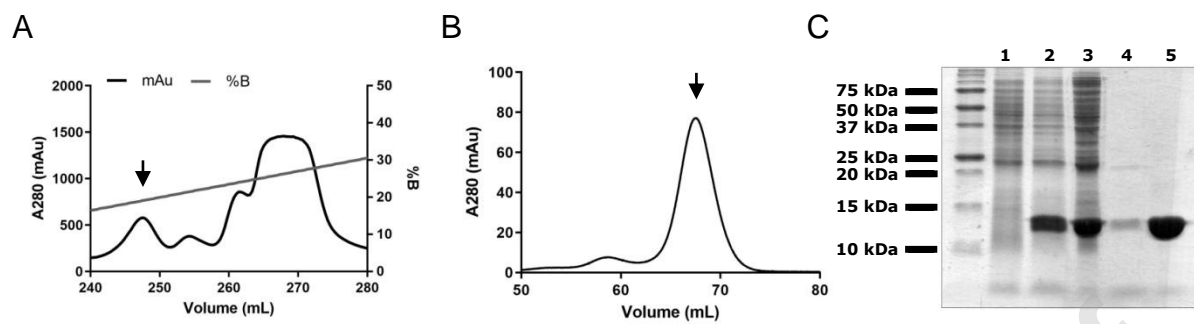 A
mAu %B
2000
1500
1000
500
0
50
40
30
20
10
0
A280 (mAu)
%B
240 250 260 270 280
Volume (mL)
B
100
80
60
40
20
0
A280 (mAu)
50 60 70 80
Volume (mL)
C
1 2 3 4 5
75 kDa
50 kDa
37 kDa
25 kDa
20 kDa
15 kDa
10 kDa